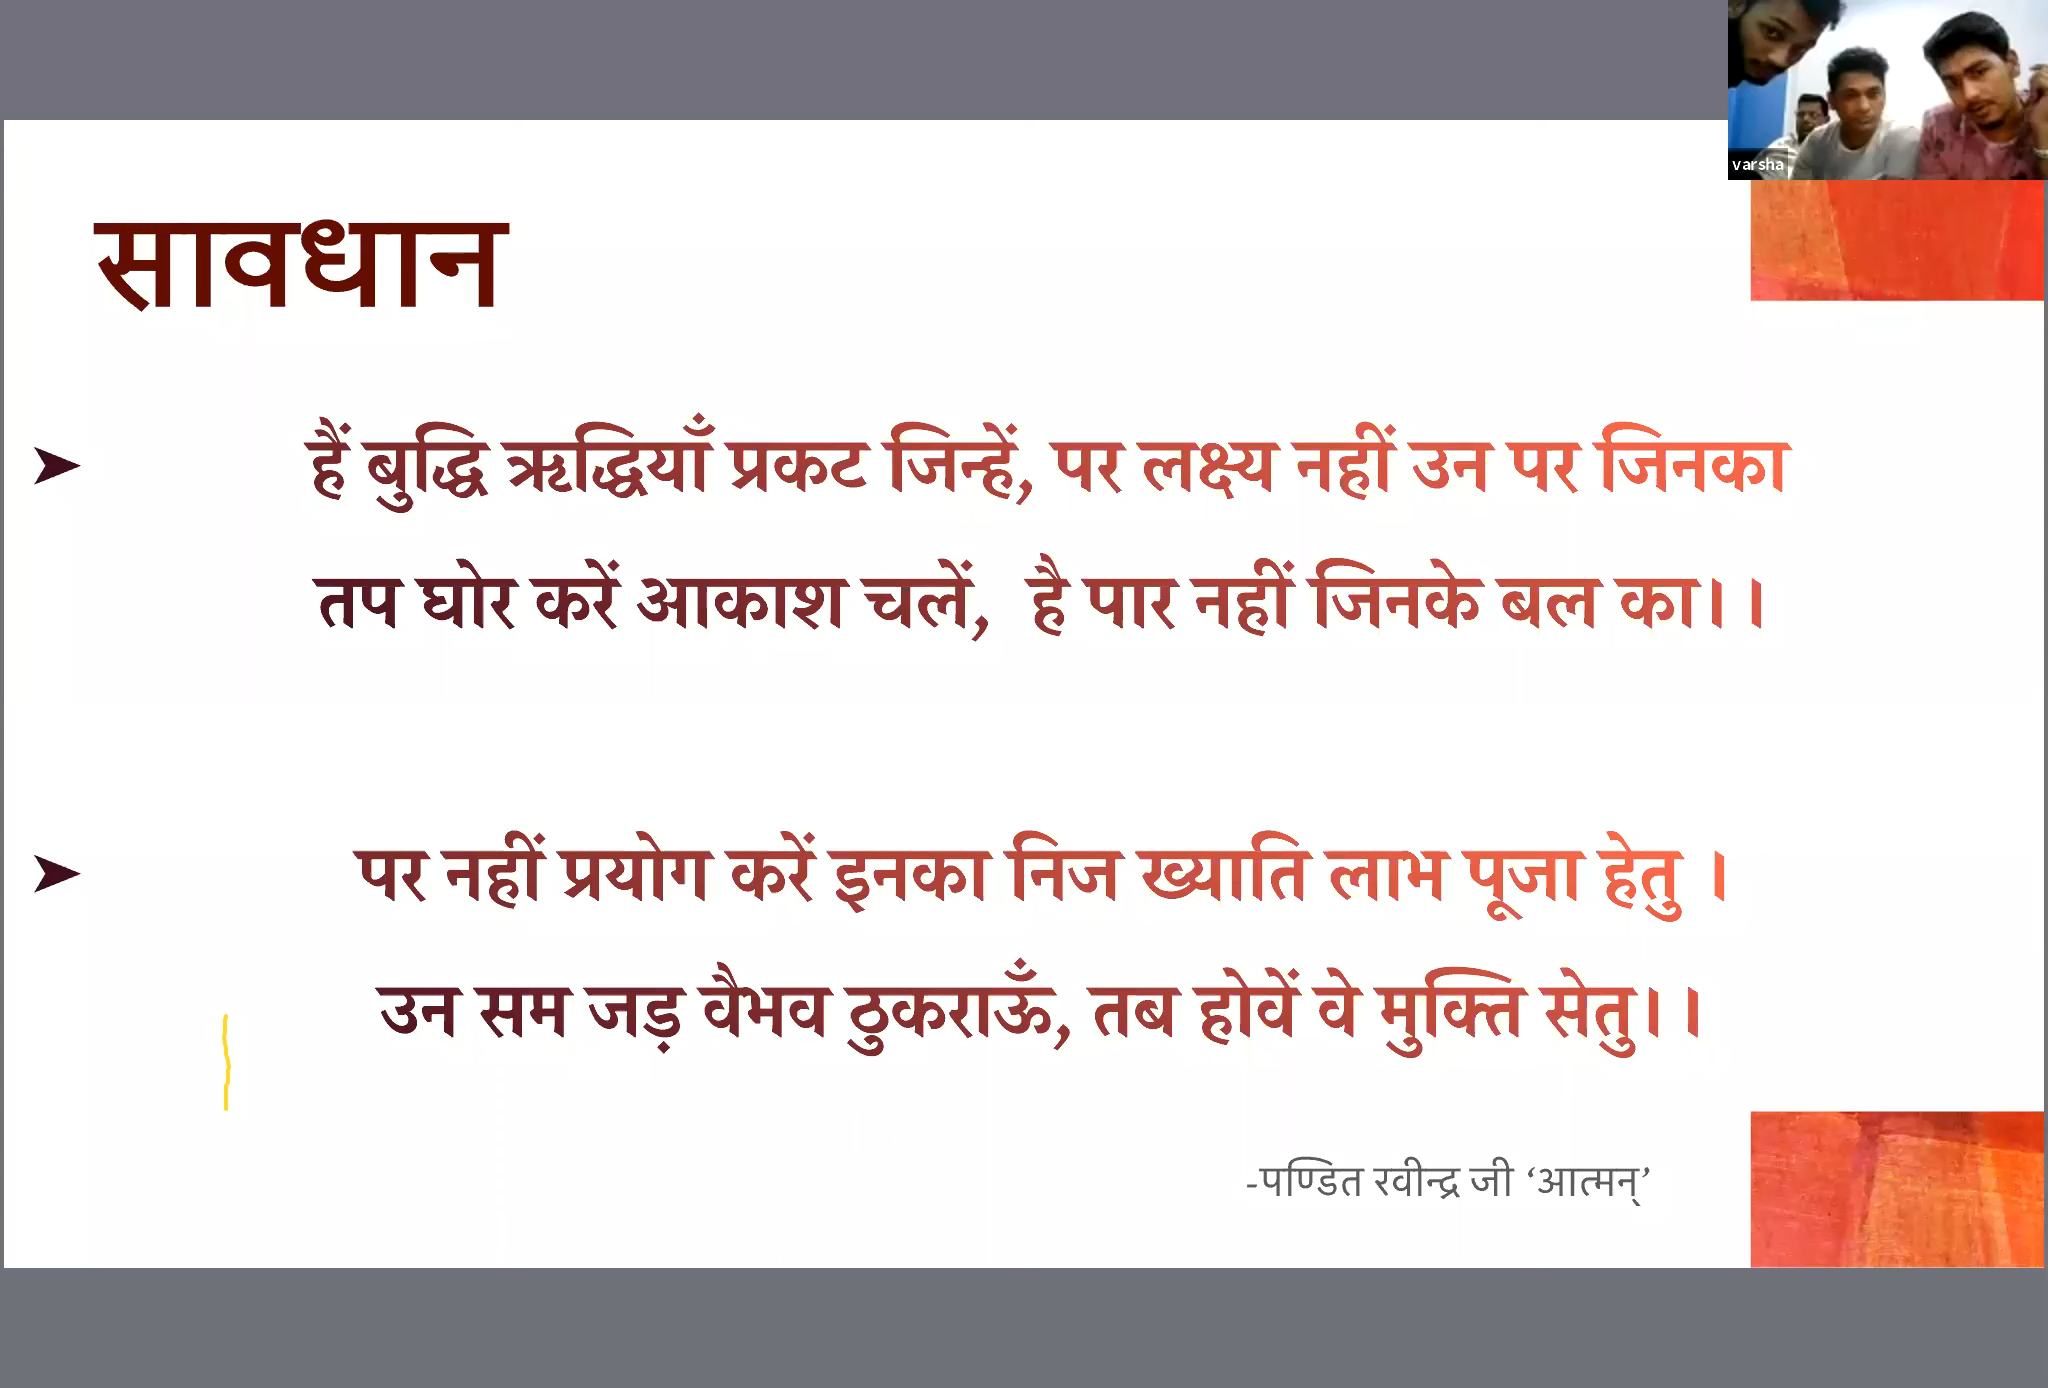 varsha
सावधान
➤ हैं बुद्धि ऋद्धियाँ प्रकट जिन्हें, पर लक्ष्य नहीं उन पर जिनका
तप घोर करें आकाश चलें, है पार नहीं जिनके बल का।।
➤ पर नहीं प्रयोग करें इनका निज ख्याति लाभ पूजा हेतु ।
उन सम जड़ वैभव ठुकराऊँ, तब होवें वे मुक्ति सेतु।।
-पण्डित रवीन्द्र जी ‘आत्मन्’